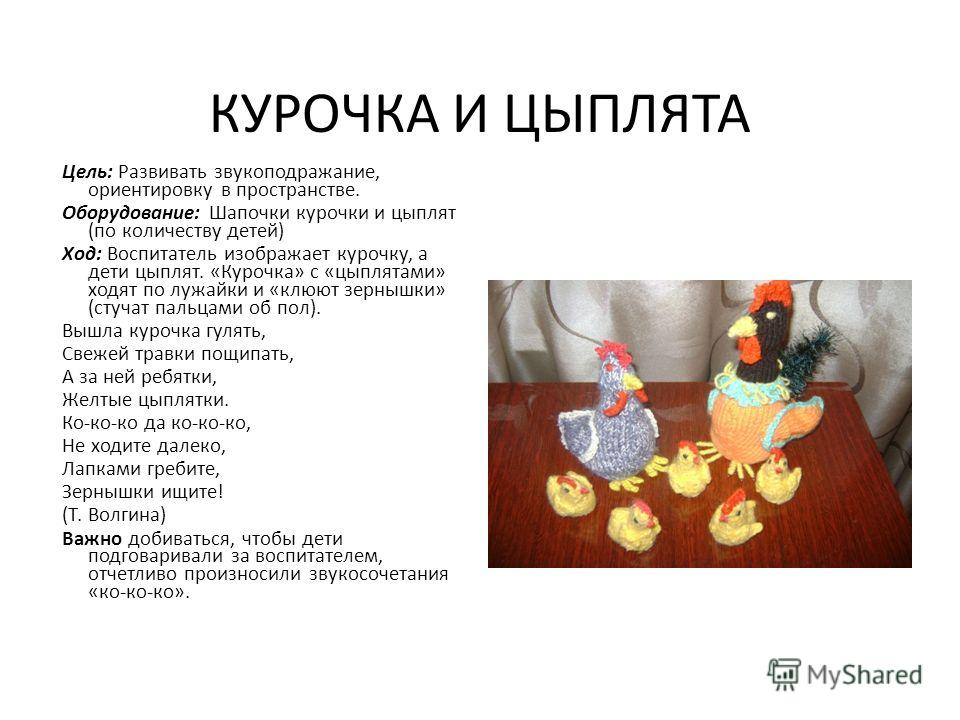 КУРОЧКА И ЦЫПЛЯТА
Цель: Развивать звукоподражание,
ориентировку в пространстве.
Оборудование: Шапочки курочки и цыплят
(по количеству детей)
Ход: Воспитатель изображает курочку, а
дети цыплят. «Курочка» с «цыплятами»
ходят по лужайки и «клюют зернышки»
(стучат пальцами об пол).
Вышла курочка гулять,
Свежей травки пощипать,
А за ней ребятки,
Желтые цыплятки.
Ко-ко-ко да ко-ко-ко,
Не ходите далеко,
Лапками гребите,
Зернышки ищите!
(Т. Волгина)
Важно добиваться, чтобы дети
подговаривали за воспитателем,
отчетливо произносили звукосочетания
«ко-ко-ко».
MyShared